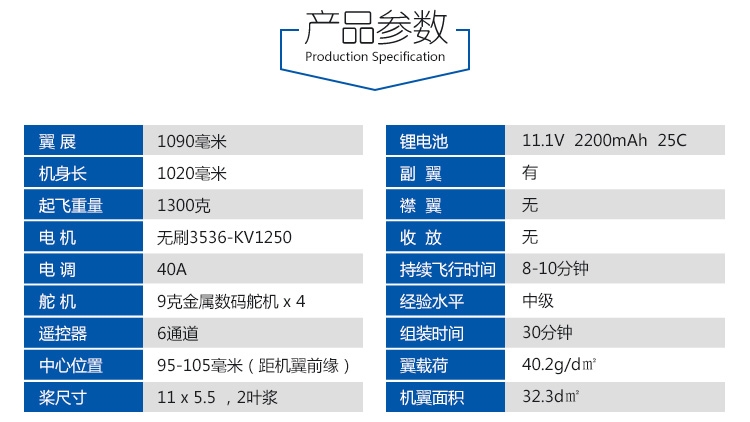 产品参数
Production Specification
翼 展 1090毫米
机身长 1020毫米
起飞重量 1300克
电 机 无刷3536-KV1250
电 调 40A
舵 机 9克金属数码舵机 x 4
遥控器 6通道
中心位置 95-105毫米（距机翼前缘）
桨尺寸 11 x 5.5 ，2叶桨
锂电池 11.1V 2200mAh 25C
副 翼 有
襟 翼 无
收 放 无
持续飞行时间 8-10分钟
经验水平 中级
组装时间 30分钟
翼载荷 40.2g/d㎡
机翼面积 32.3d㎡